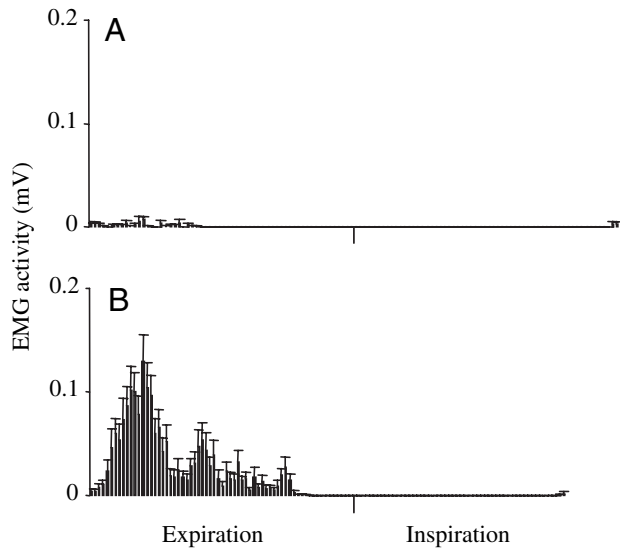 A
0.2
0.1
0
EMG activity (mV)
B
0.2
0.1
0
Expiration
Inspiration